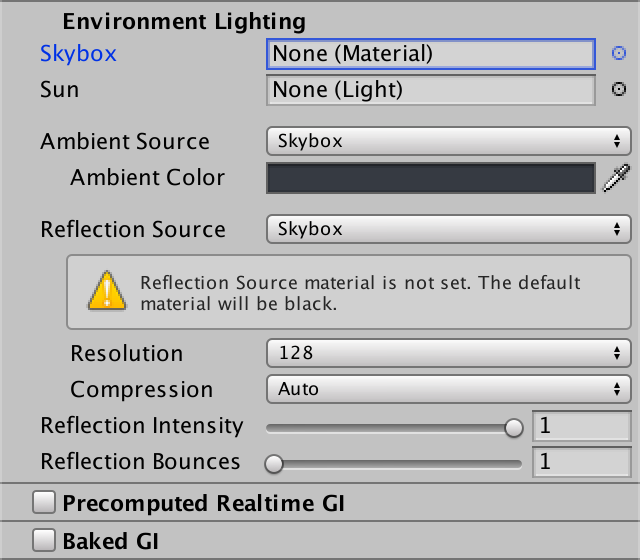 Environment Lighting
Skybox None (Material)
Sun None (Light)
Ambient Source Skybox
Ambient Color
Reflection Source Skybox
Reflection Source material is not set. The default
material will be black.
Resolution 128
Compression Auto
Reflection Intensity 1
Reflection Bounces 1
Precomputed Realtime GI
Baked GI